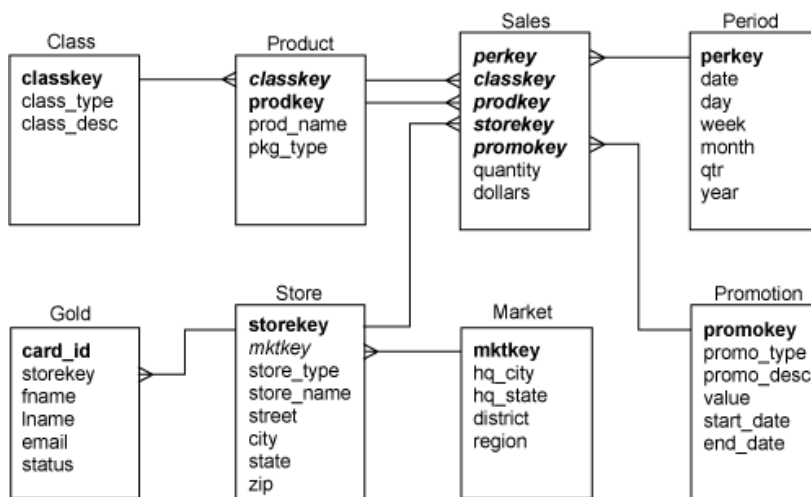 Class
classkey
class_type
class_desc
Product
classkey
prodkey
prod_name
pkg_type
Sales
perkey
classkey
prodkey
storekey
promokey
quantity
dollars
Period
perkey
date
day
week
month
qtr
year
Gold
card_id
storekey
fname
lname
email
status
Store
storekey
mktkey
store_type
store_name
street
city
state
zip
Market
mktkey
hq_city
hq_state
district
region
Promotion
promokey
promo_type
promo_desc
value
start_date
end_date